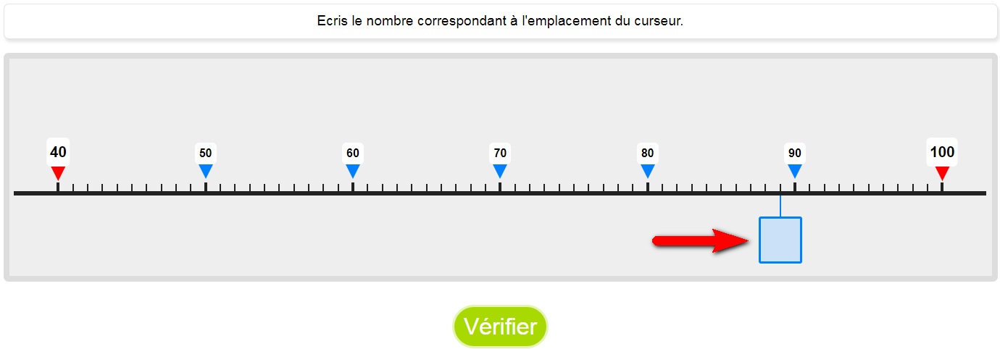 Ecris le nombre correspondant à l'emplacement du curseur.
40 50 60 70 80 90 100
Vérifier